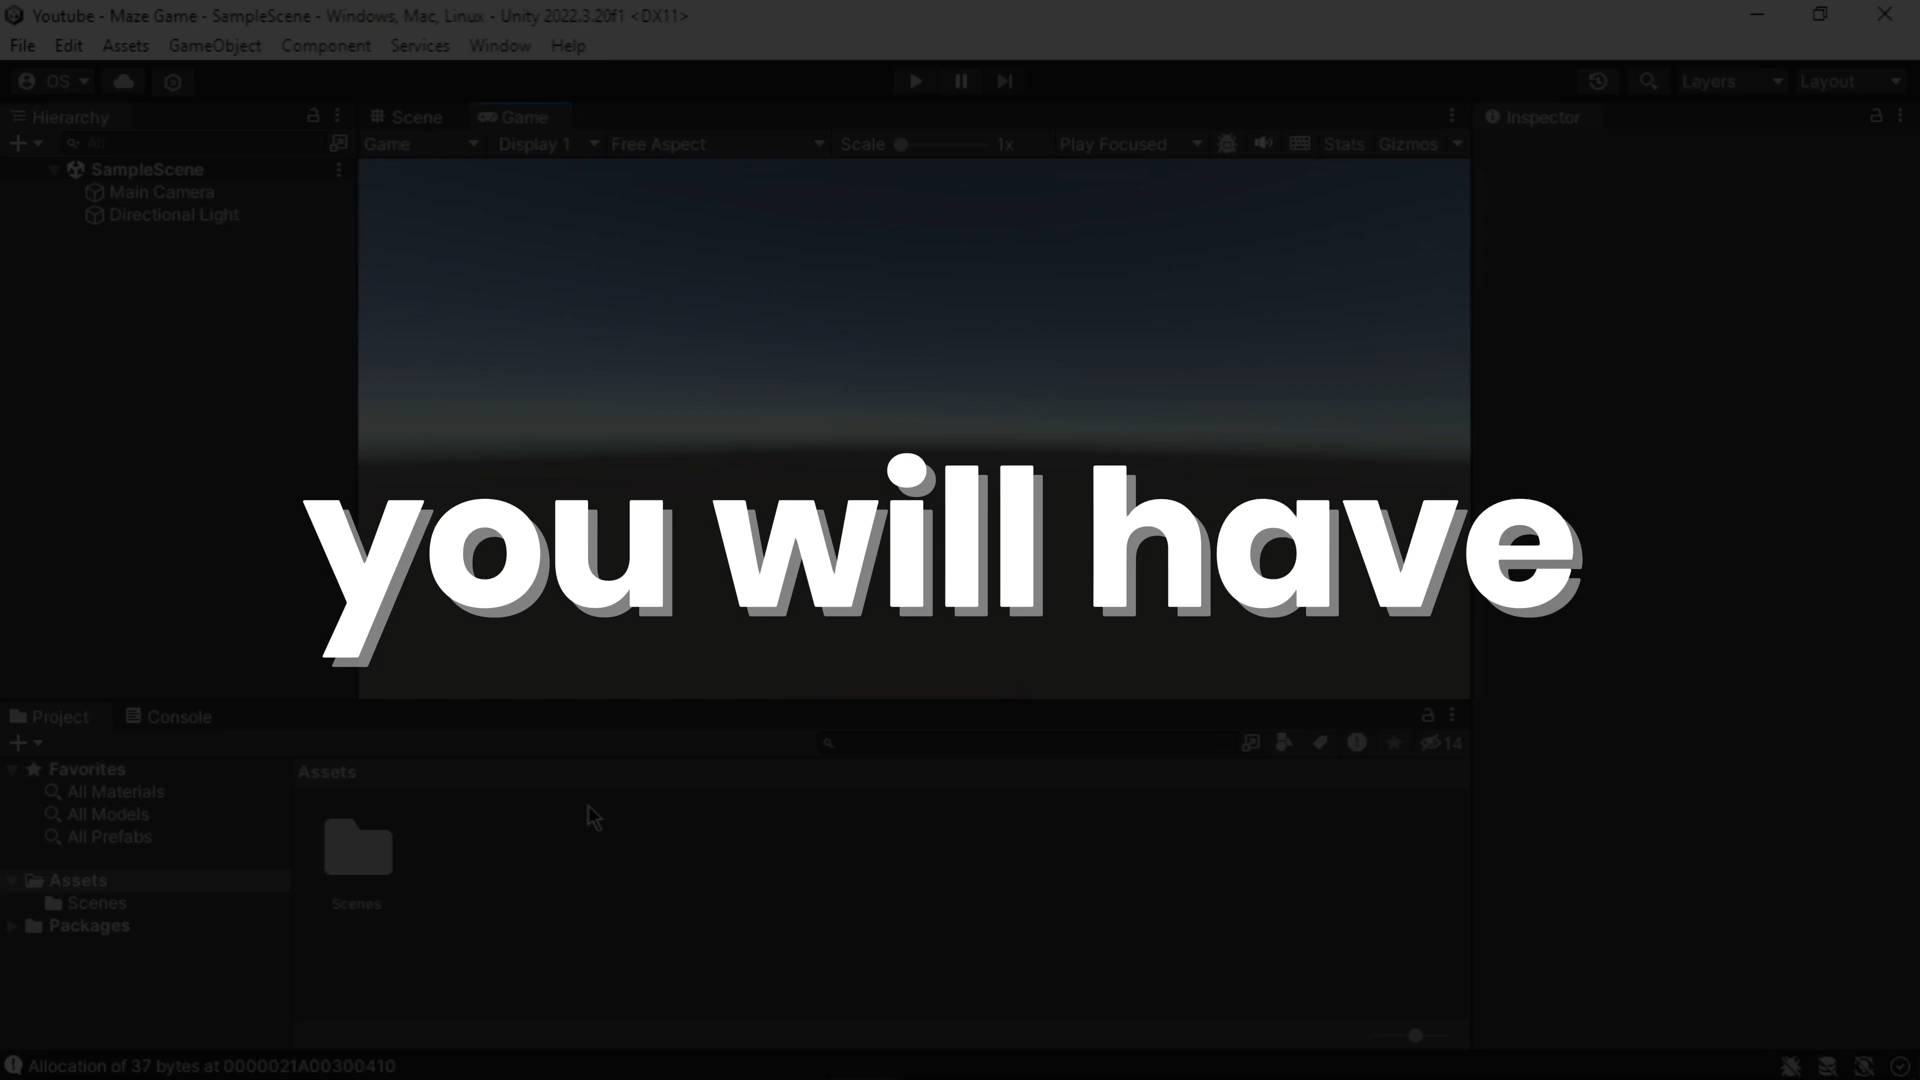 Youtube - Maze Game - SampleScene - Windows, Mac, Linux - Unity 2022.3.20f1 <DX11>
File Edit Assets GameObject Component Services Window Help
OS Layers Layout
Hierarchy Scene Game Inspector
All Game Display 1 Free Aspect Scale 1x Play Focused Stats Gizmos
SampleScene
Main Camera
Directional Light
you will have
Project Console
14
Favorites Assets
All Materials
All Models
All Prefabs
Assets
Scenes Scenes
Packages
Allocation of 37 bytes at 0000021A00300410